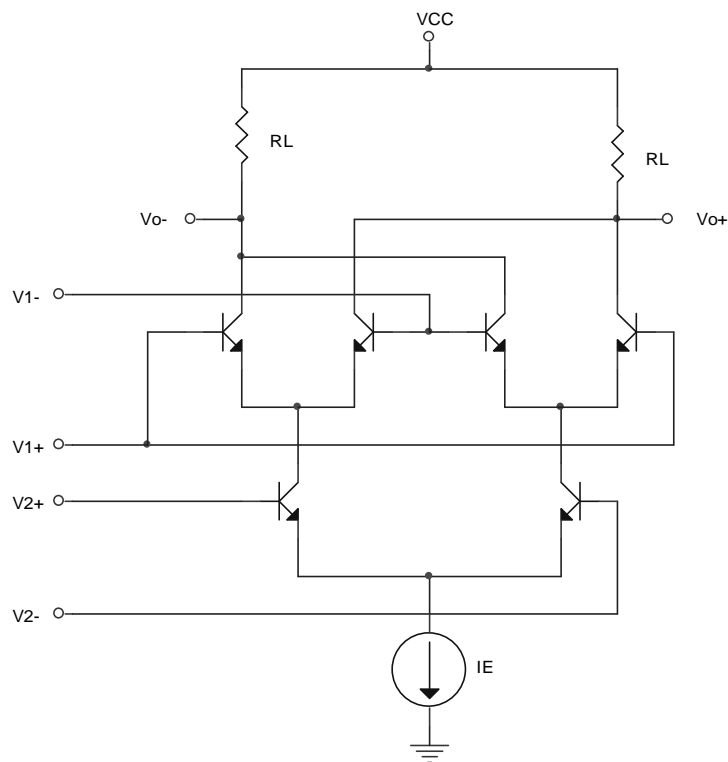 VCC
RL
RL
Vo-
Vo+
V1-
V1+
V2+
V2-
IE